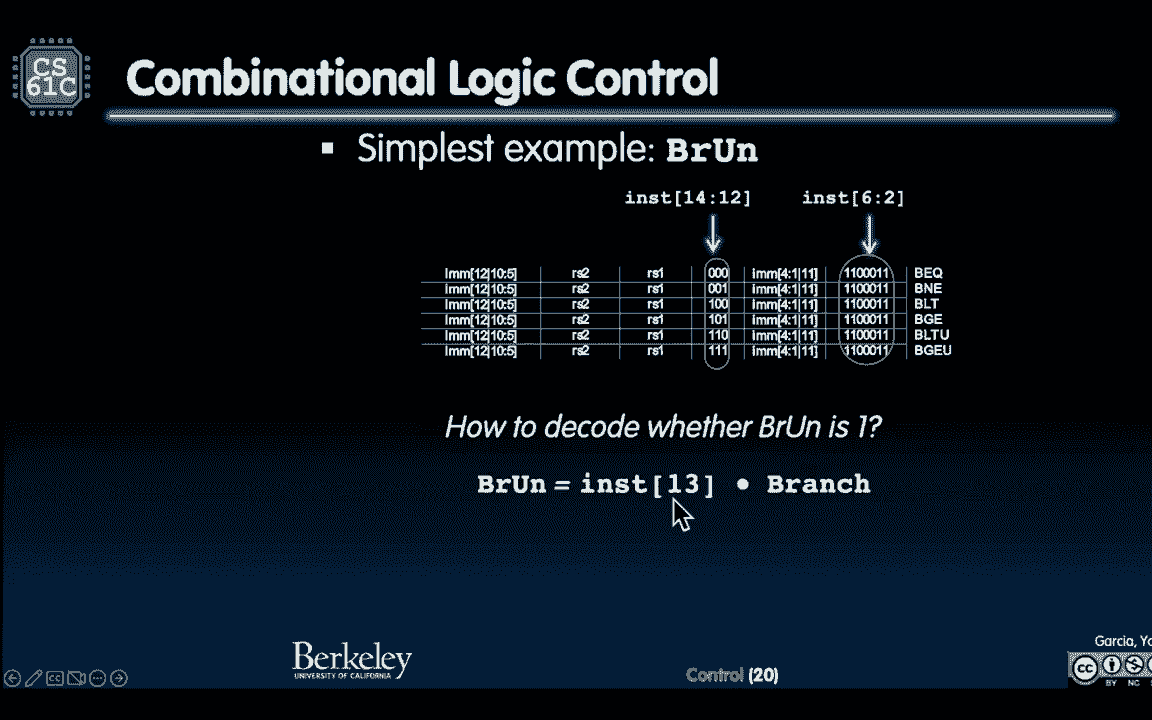 CS
61C
Combinational Logic Control
▪ Simplest example: BrUn
inst[14:12] inst[6:2]
Imm[12|10:5] rs2 rs1 000 imm[4:1|11] 1100011 BEQ
Imm[12|10:5] rs2 rs1 001 imm[4:1|11] 1100011 BNE
Imm[12|10:5] rs2 rs1 100 imm[4:1|11] 1100011 BLT
Imm[12|10:5] rs2 rs1 101 imm[4:1|11] 1100011 BGE
Imm[12|10:5] rs2 rs1 110 imm[4:1|11] 1100011 BLTU
Imm[12|10:5] rs2 rs1 111 imm[4:1|11] 1100011 BGEU
How to decode whether BrUn is 1?
BrUn = inst[13] • Branch
Berkeley
UNIVERSITY OF CALIFORNIA
Control (20)
Garcia,
cc
BY NC
CC